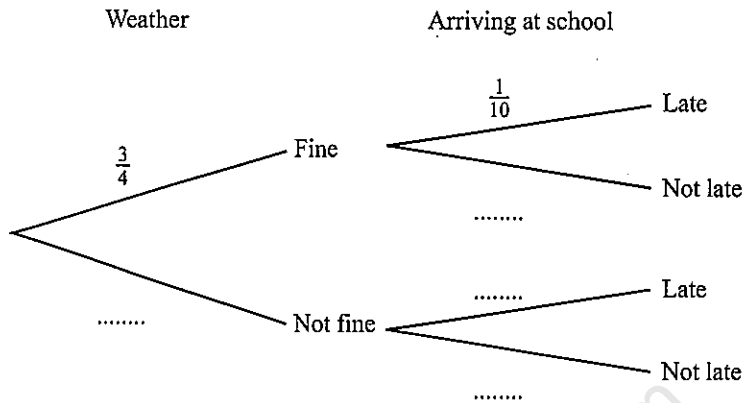 Weather Arriving at school
1/10
Late
3/4
Fine
Not late
........
........
Late
........
Not fine
Not late
........